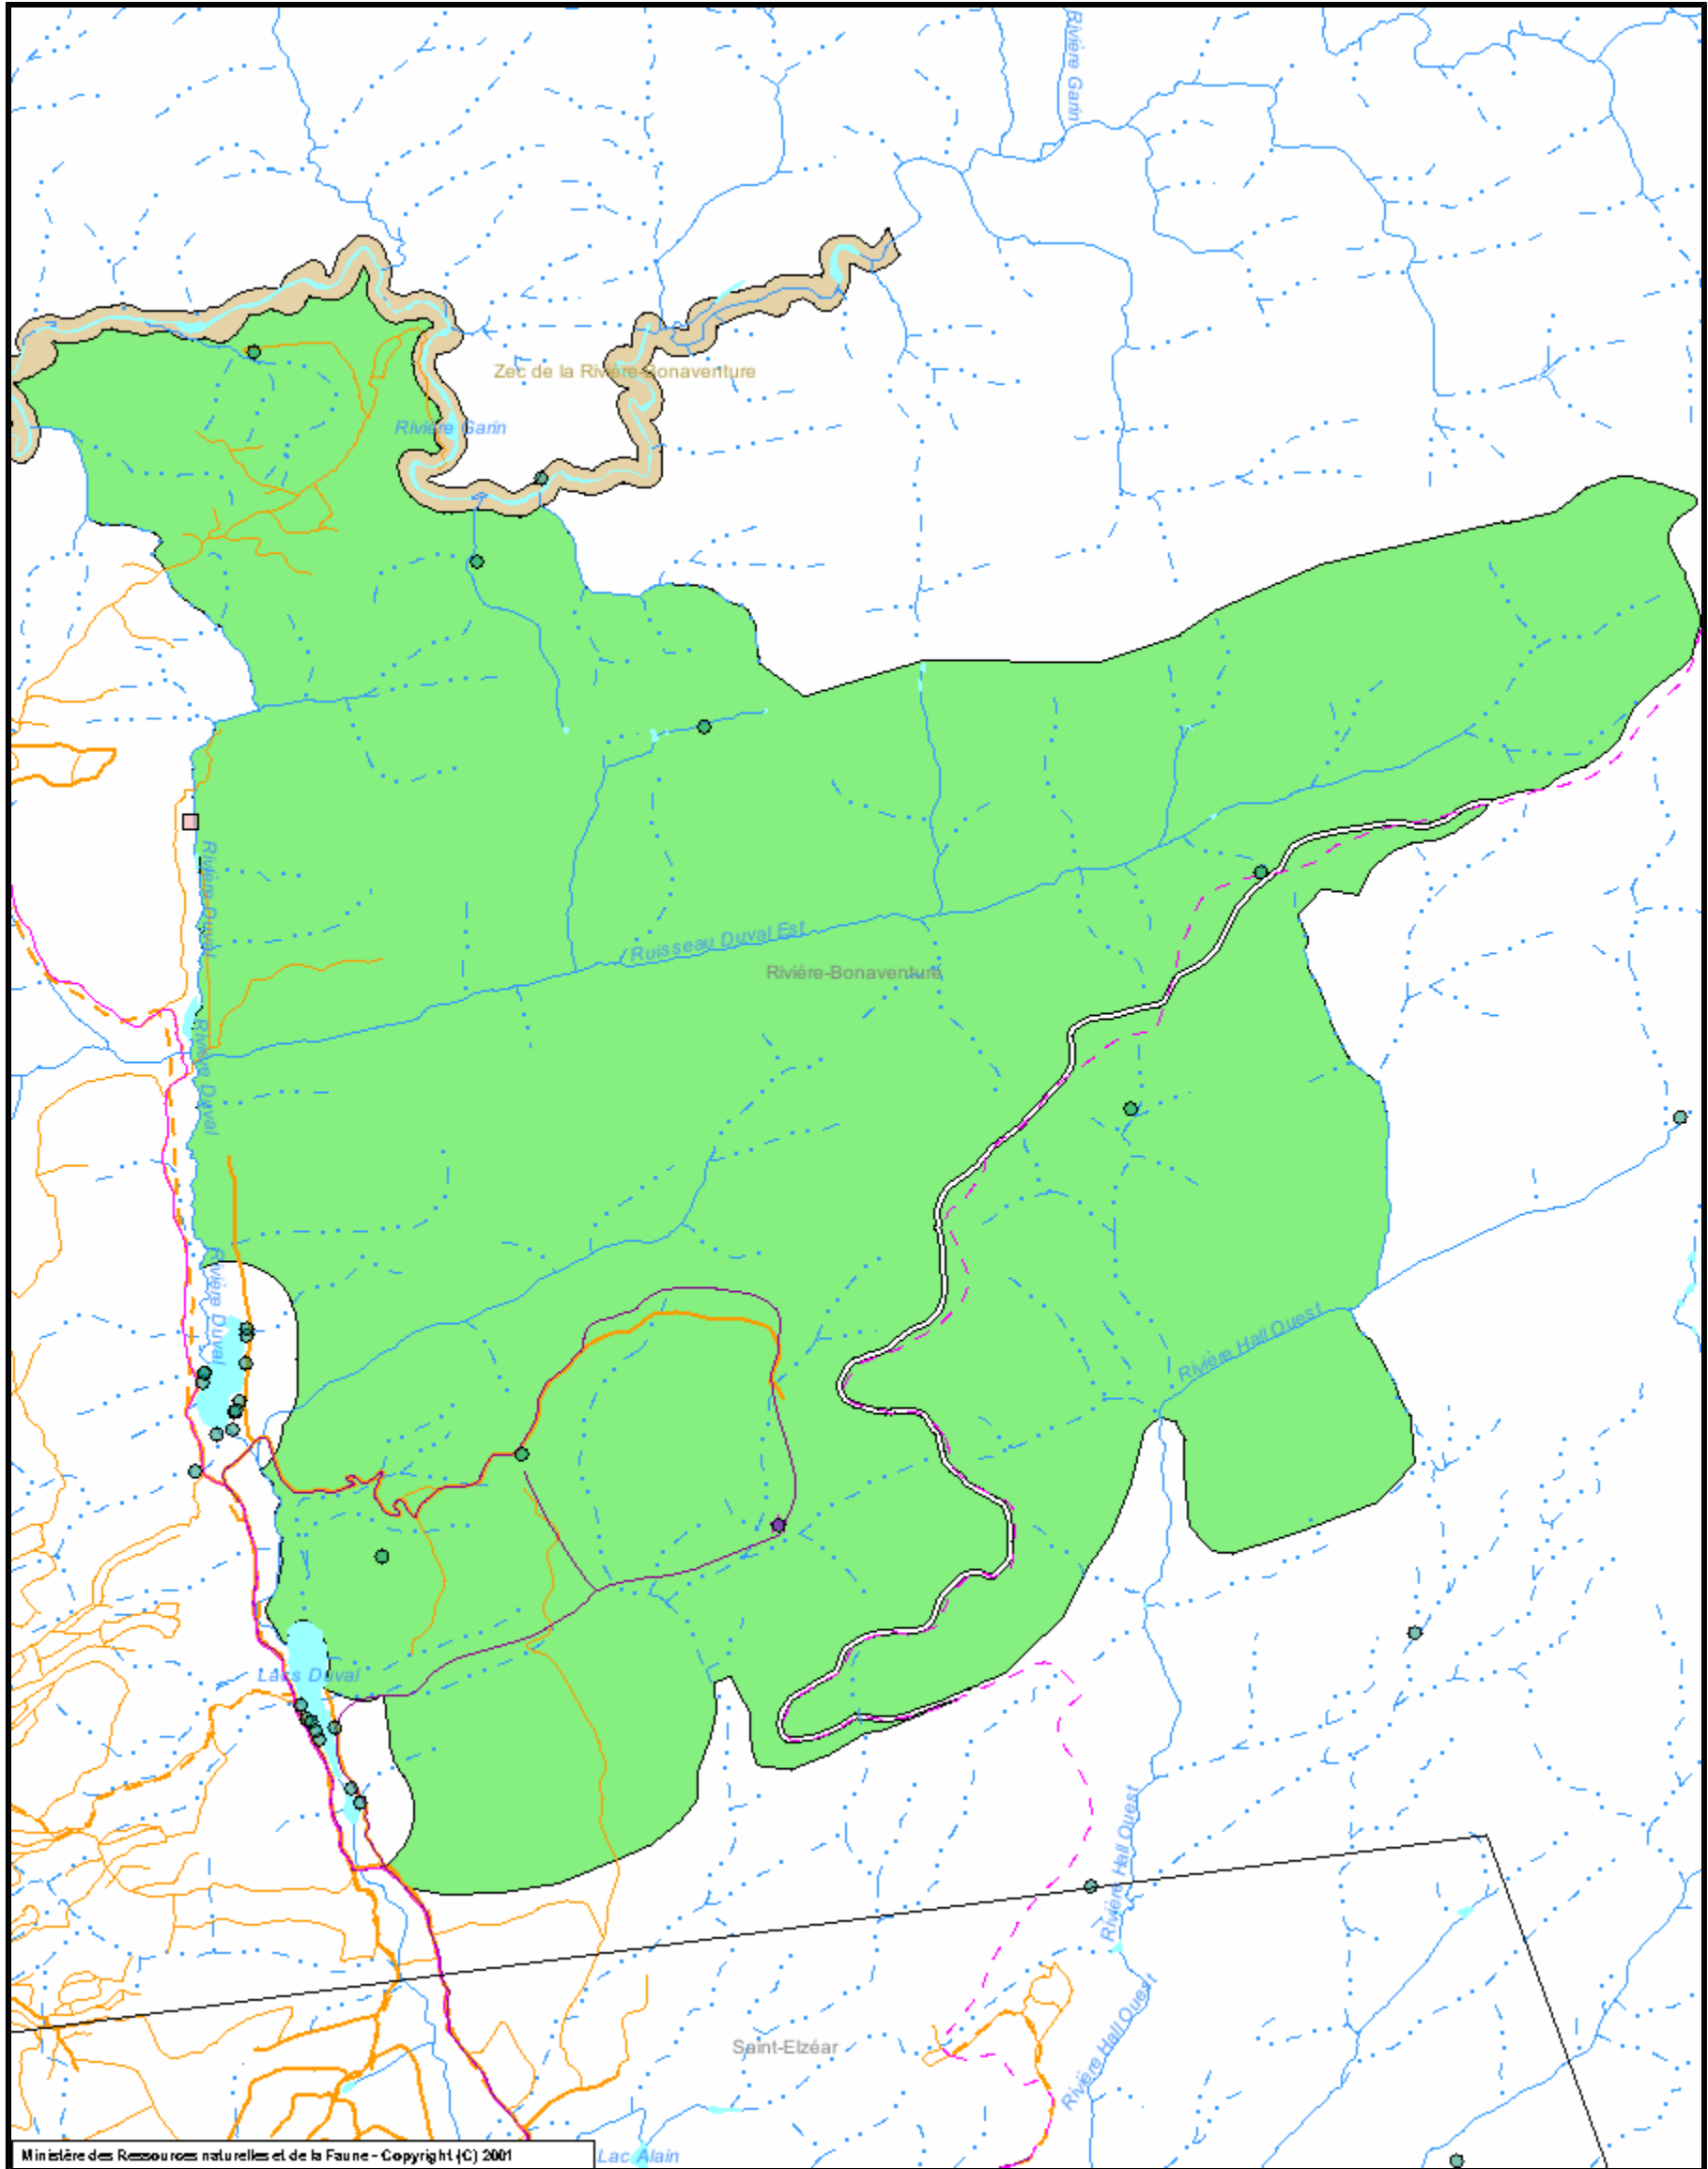 Rivière Garin
Zec de la Rivière-Bonaventure
Rivière Garin
Rivière Duval
Ruisseau Duval Est
Rivière-Bonaventure
Rivière Duval
Rivière Duval
Rivière Hall Ouest
Lacs Duval
Rivière Hall Ouest
Rivière Hall Ouest
Saint-Elzéar
Ministère des Ressources naturelles et de la Faune - Copyright (C) 2001
Lac Alain